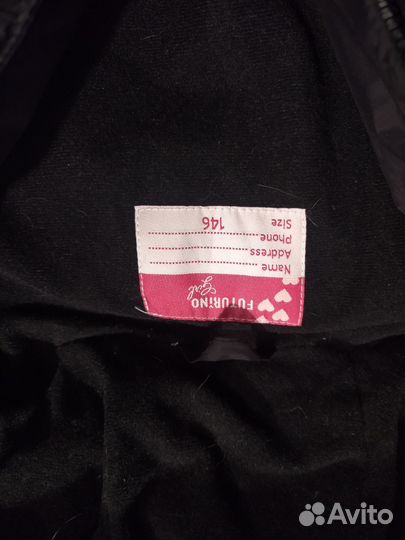 FUTURINO
Girl
Name
Address
Phone
Size 146
Avito